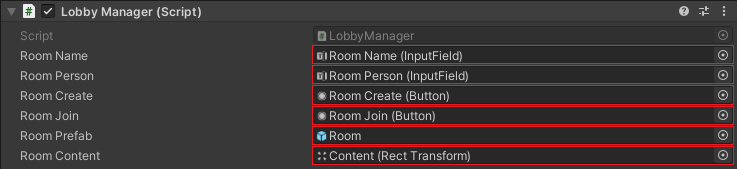 Lobby Manager (Script)
Script LobbyManager
Room Name Room Name (InputField)
Room Person Room Person (InputField)
Room Create Room Create (Button)
Room Join Room Join (Button)
Room Prefab Room
Room Content Content (Rect Transform)